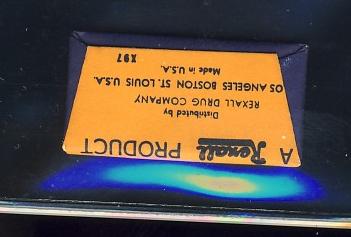 A Rexall PRODUCT
Distributed by
REXALL DRUG COMPANY
OS ANGELES BOSTON ST. LOUIS U.S.A.
Made in U.S.A.
X97